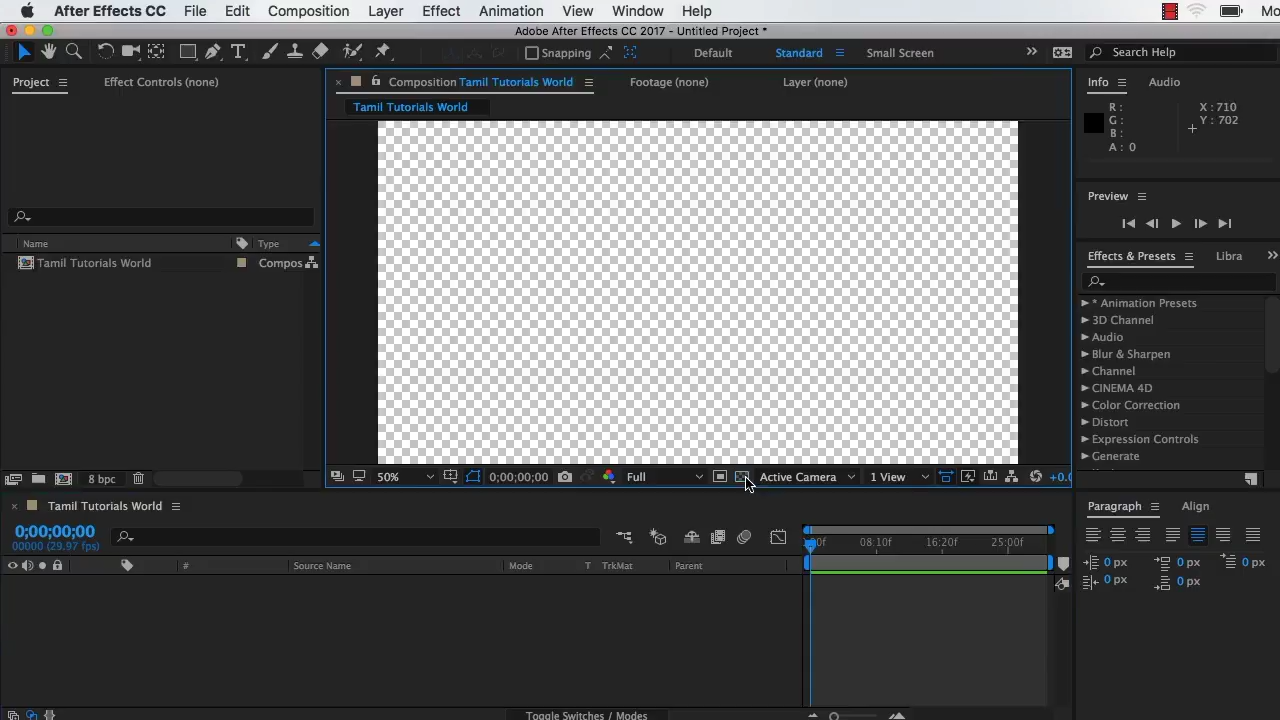 After Effects CC File Edit Composition Layer Effect Animation View Window Help
Adobe After Effects CC 2017 - Untitled Project *
Snapping Default Standard Small Screen Search Help
Project Effect Controls (none) Composition Tamil Tutorials World Footage (none) Layer (none) Info Audio
Tamil Tutorials World
R :
G :
B :
A : 0
X : 710
Y : 702
Preview
Name Type
Tamil Tutorials World Compos
Effects & Presets Libra
* Animation Presets
3D Channel
Audio
Blur & Sharpen
Channel
CINEMA 4D
Color Correction
Distort
Expression Controls
Generate
8 bpc
50% 0;00;00;00 Full Active Camera 1 View +0.0
Tamil Tutorials World
0;00;00;00
00000 (29.97 fps)
08:10f 16:20f 25:00f
# Source Name Mode T TrkMat Parent
Paragraph Align
0 px 0 px 0 px
0 px 0 px
Toggle Switches / Modes